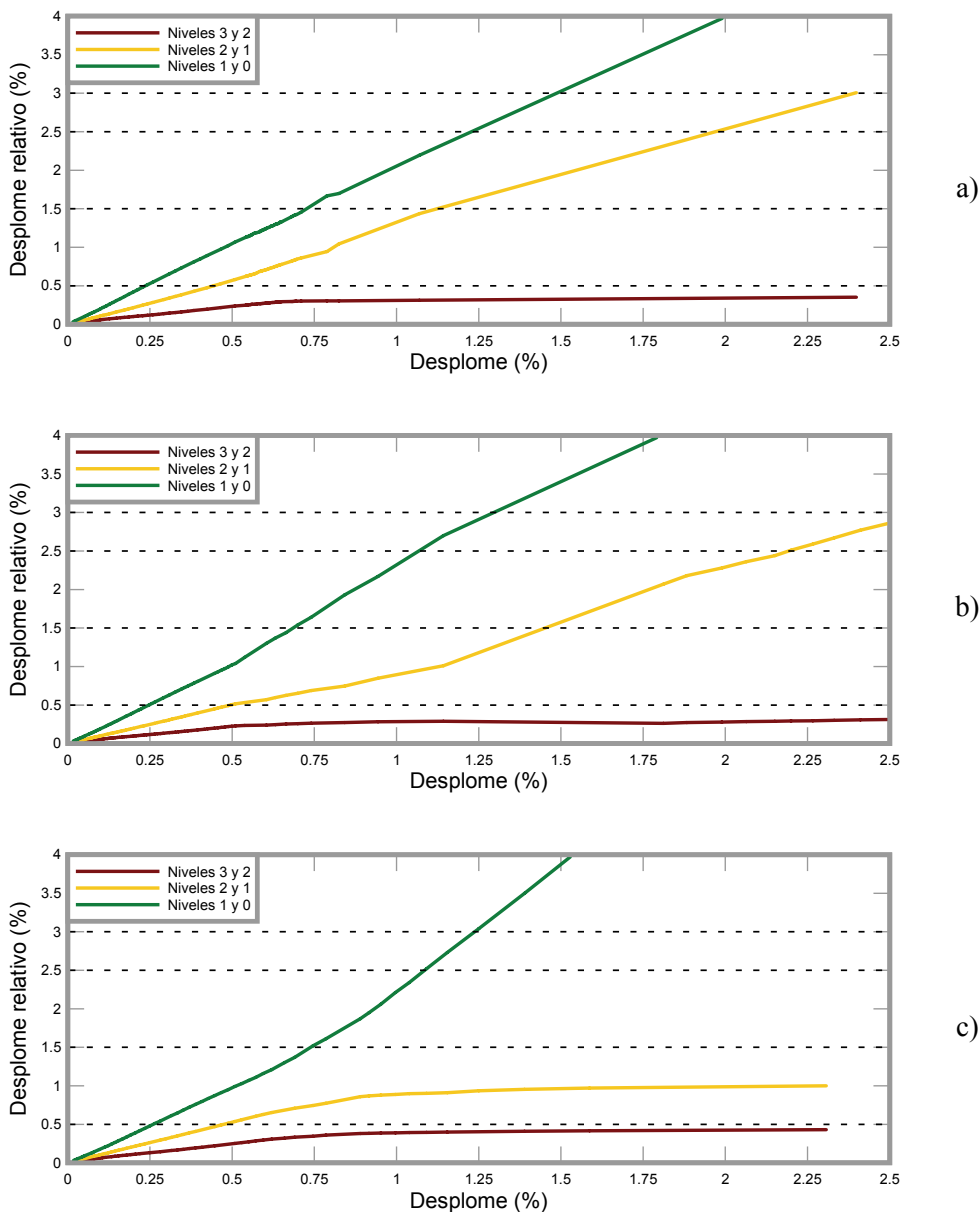 4
3.5
3
2.5
2
1.5
1
0.5
0
Desplome relativo (%)
Niveles 3 y 2
Niveles 2 y 1
Niveles 1 y 0
0 0.25 0.5 0.75 1 1.25 1.5 1.75 2 2.25 2.5
Desplome (%)
a)
4
3.5
3
2.5
2
1.5
1
0.5
0
Desplome relativo (%)
Niveles 3 y 2
Niveles 2 y 1
Niveles 1 y 0
0 0.25 0.5 0.75 1 1.25 1.5 1.75 2 2.25 2.5
Desplome (%)
b)
4
3.5
3
2.5
2
1.5
1
0.5
0
Desplome relativo (%)
Niveles 3 y 2
Niveles 2 y 1
Niveles 1 y 0
0 0.25 0.5 0.75 1 1.25 1.5 1.75 2 2.25 2.5
Desplome (%)
c)